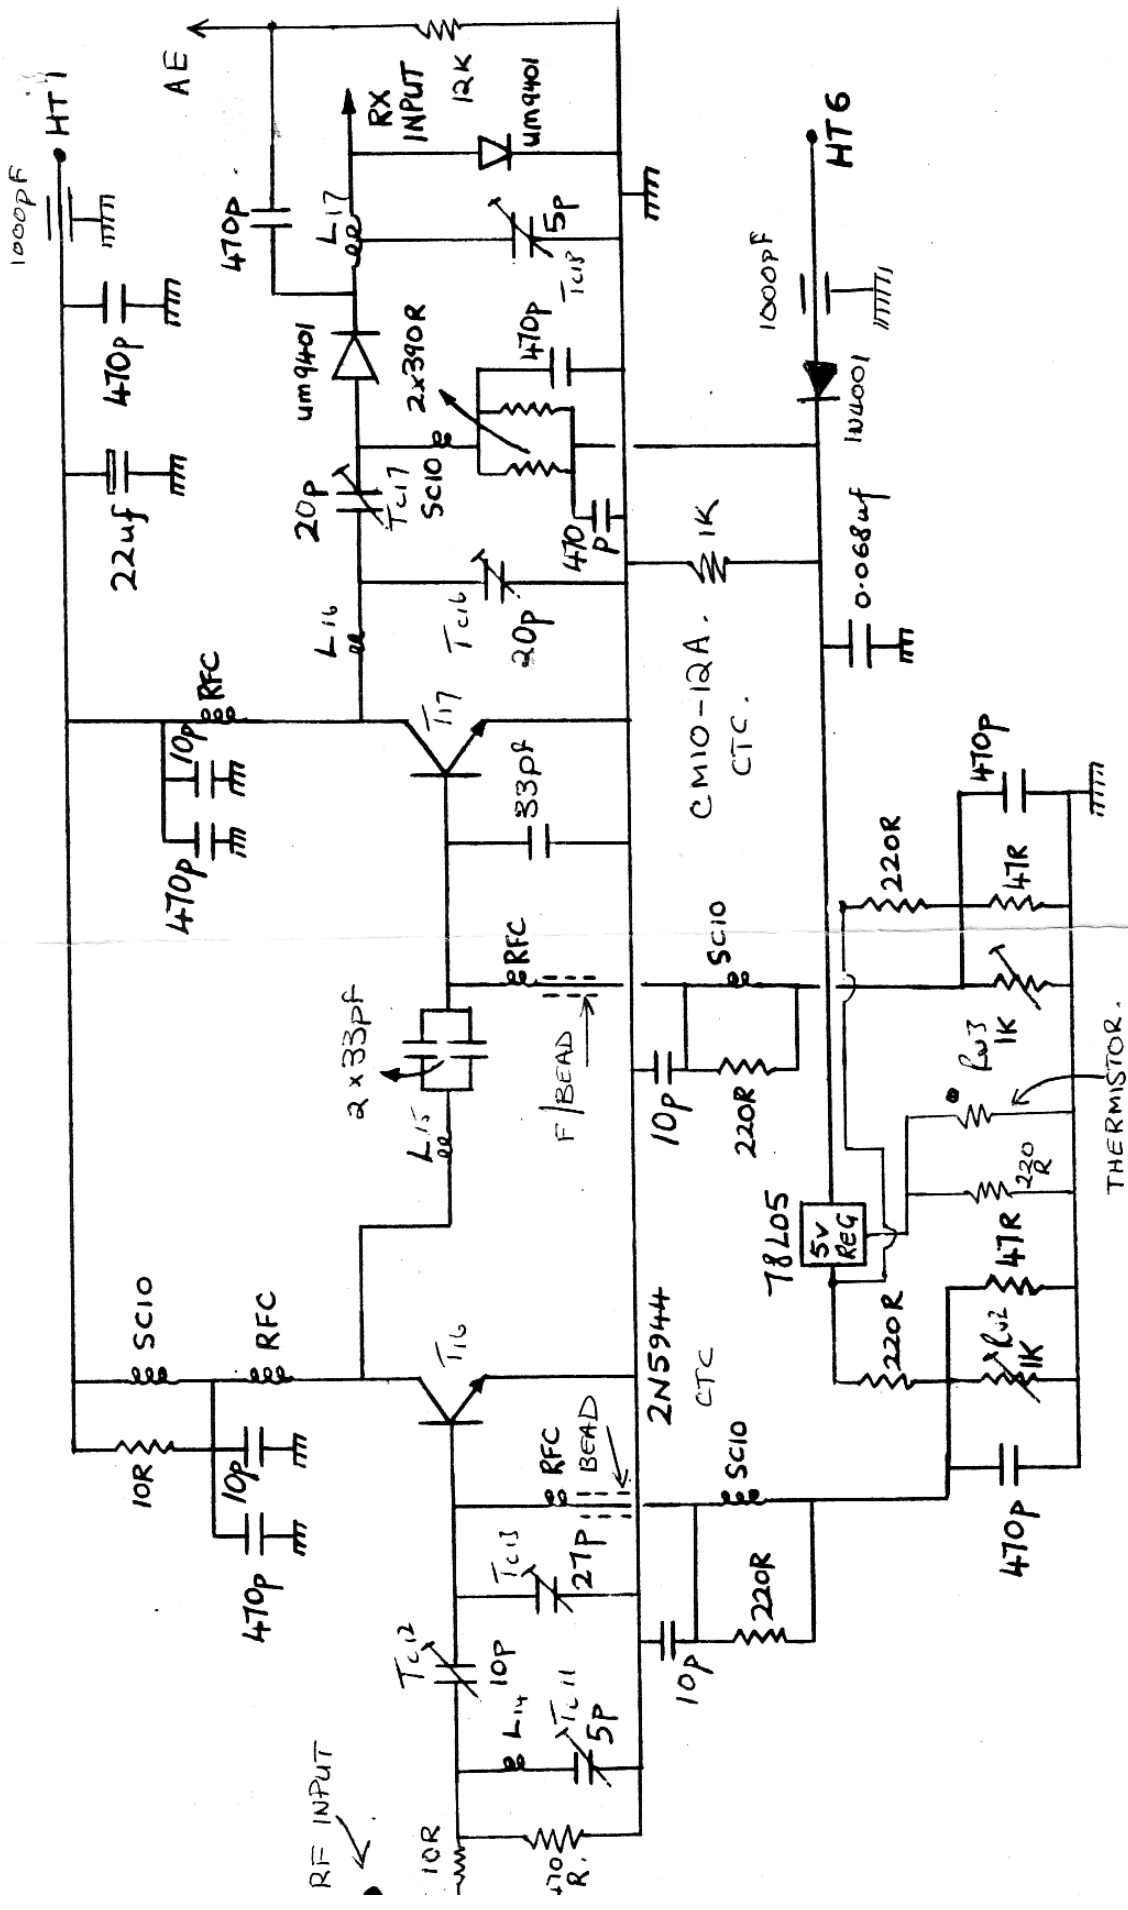 RF INPUT
10R
470
R.
L14
Tc11
5P
Tc12
10p
Tc13
27p
RFC
BEAD
10p
220R
SC10
470p
10p
10R
SC10
RFC
T16
2N5944
CTC
470p
Rv2
1K
220R
47R
220
R
78L05
5V
REG
THERMISTOR.
Rv3
1K
L15
2x33pf
F/BEAD
RFC
10p
220R
SC10
220R
47R
470p
33pf
T17
470p
10p
RFC
CM10-12A.
CTC.
L16
Tc16
20p
20p
Tc17
SC10
2x390R
470
p
470p
1K
0.068uf
1N4001
1000pF
HT6
um9401
22uf
470p
1000pF
HT1
470p
L17
Tc18
5p
um9401
RX
INPUT
12K
AE